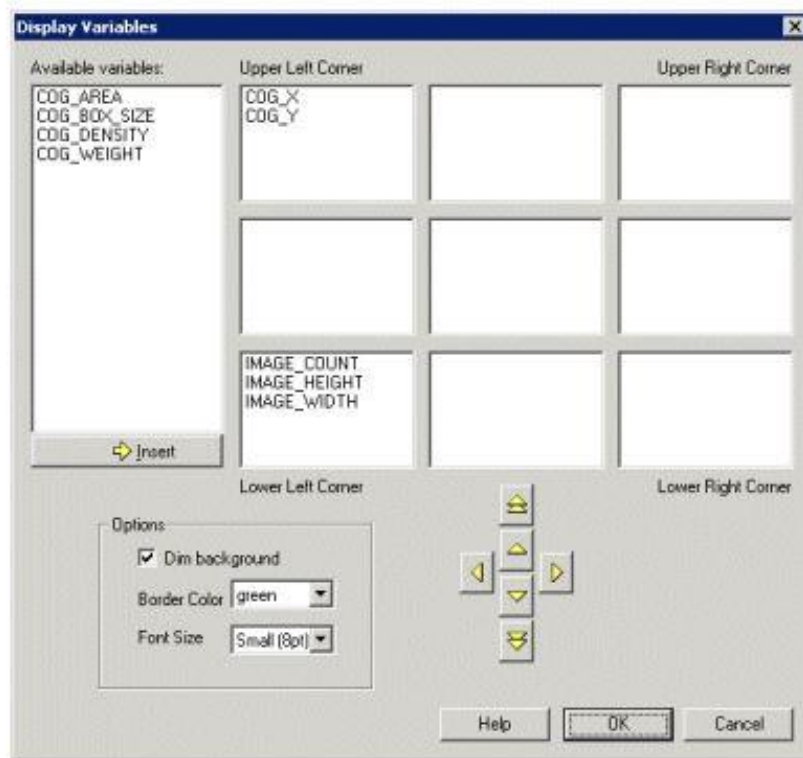 Display Variables
Available variables:
Upper Left Corner
Upper Right Corner
COG_AREA
COG_BOX_SIZE
COG_DENSITY
COG_WEIGHT
COG_X
COG_Y
IMAGE_COUNT
IMAGE_HEIGHT
IMAGE_WIDTH
Insert
Lower Left Corner
Lower Right Corner
Options
Dim background
Border Color green
Font Size Small (8pt)
Help
OK
Cancel